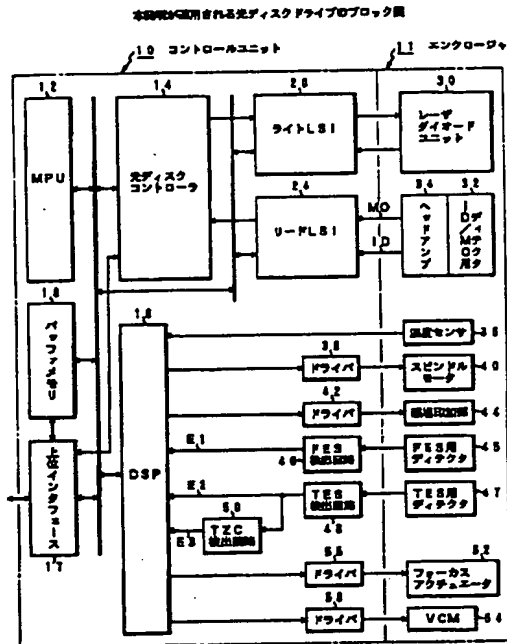 本発明が適用される光ディスクドライブのブロック図
10 コントロールユニット
11 エンクロージャ
12
MPU
14
光ディスク
コントローラ
26
ライトLSI
30
レーザ
ダイオード
ユニット
24
リードLSI
MO
ID
34
ヘッドアンプ
32
ID/MO用
ディテクタ
18
バッファメモリ
上位インタフェース
17
16
DSP
温度センサ
36
38
ドライバ
スピンドル
モータ
40
42
ドライバ
磁場印加部
44
E1
FES
検出回路
46
FES用
ディテクタ
45
E2
TES
検出回路
48
TES用
ディテクタ
47
50
TZC
検出回路
E3
ドライバ
フォーカス
アクチュエータ
52
58
ドライバ
VCM
54